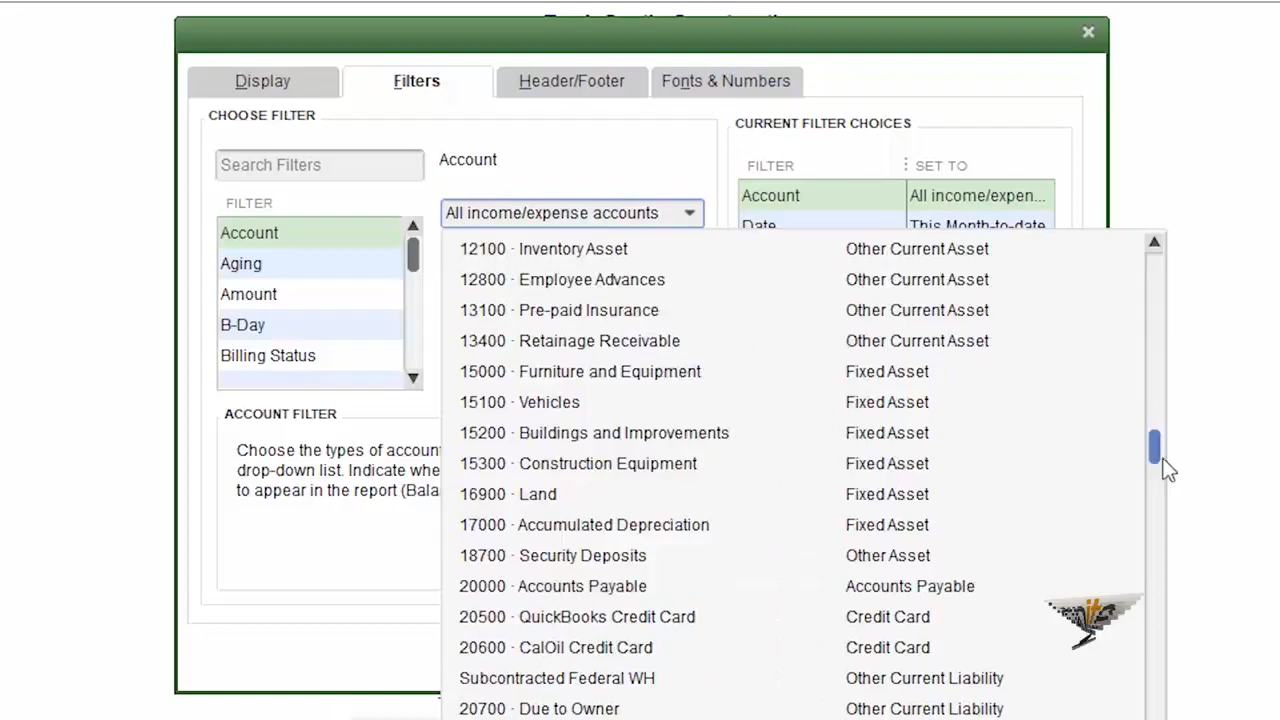 Display
Filters
Header/Footer
Fonts & Numbers
CHOOSE FILTER
Search Filters
FILTER
Account
Aging
Amount
B-Day
Billing Status
Account
All income/expense accounts
CURRENT FILTER CHOICES
FILTER SET TO
Account All income/expen...
Date This Month-to-date
ACCOUNT FILTER
Choose the types of account
drop-down list. Indicate whe
to appear in the report (Bala
12100 · Inventory Asset Other Current Asset
12800 · Employee Advances Other Current Asset
13100 · Pre-paid Insurance Other Current Asset
13400 · Retainage Receivable Other Current Asset
15000 · Furniture and Equipment Fixed Asset
15100 · Vehicles Fixed Asset
15200 · Buildings and Improvements Fixed Asset
15300 · Construction Equipment Fixed Asset
16900 · Land Fixed Asset
17000 · Accumulated Depreciation Fixed Asset
18700 · Security Deposits Other Asset
20000 · Accounts Payable Accounts Payable
20500 · QuickBooks Credit Card Credit Card
20600 · CalOil Credit Card Credit Card
Subcontracted Federal WH Other Current Liability
20700 · Due to Owner Other Current Liability